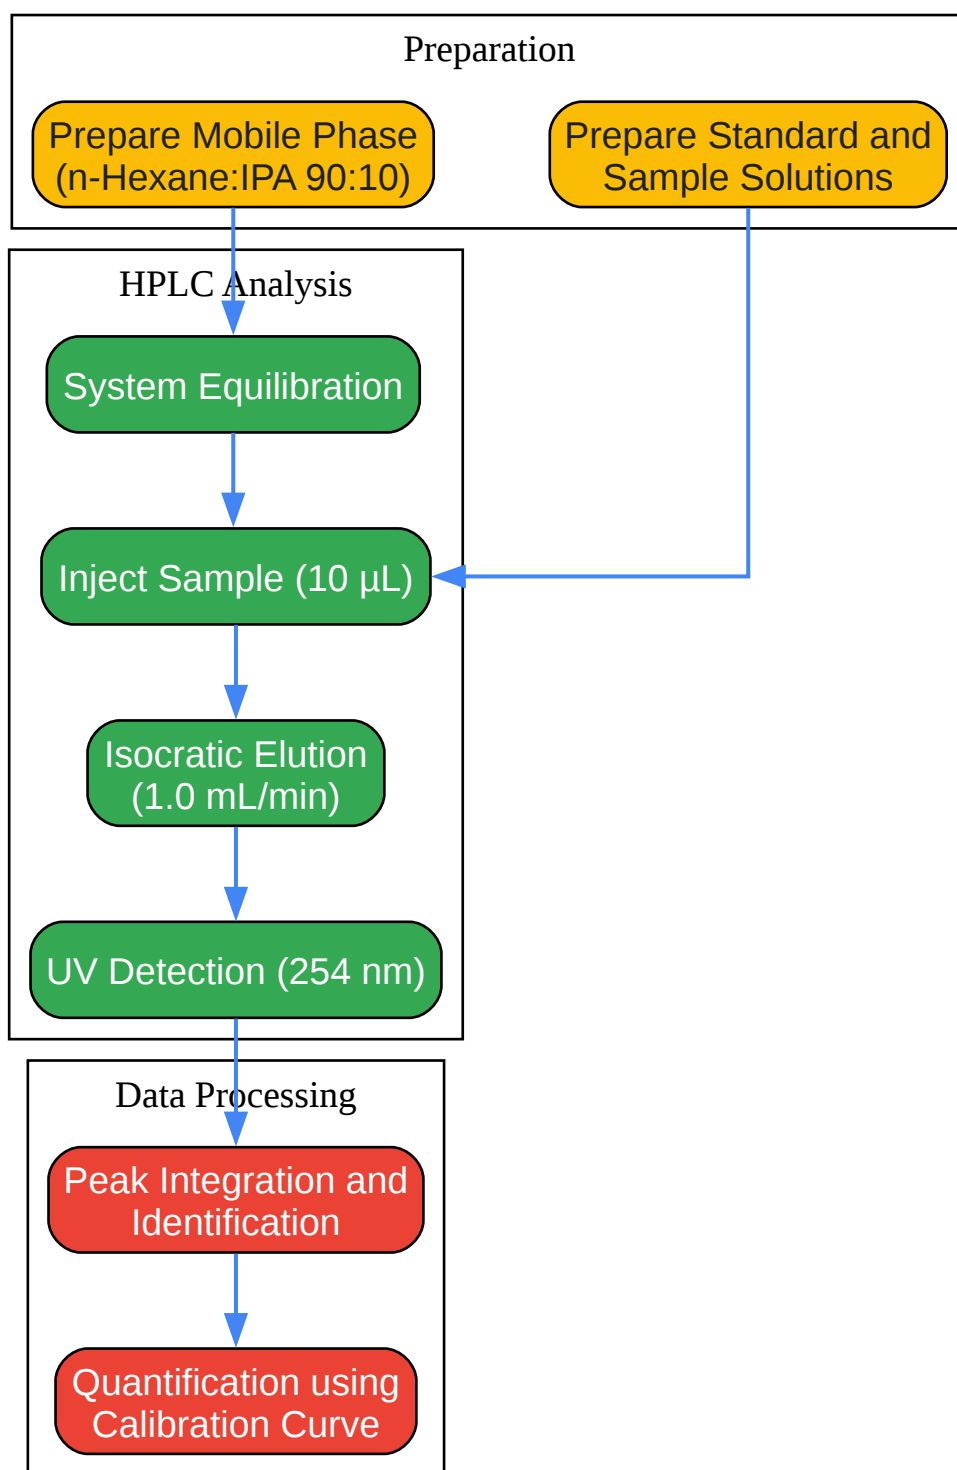 Preparation
Prepare Mobile Phase
(n-Hexane:IPA 90:10)
Prepare Standard and
Sample Solutions
HPLC Analysis
System Equilibration
Inject Sample (10 µL)
Isocratic Elution
(1.0 mL/min)
UV Detection (254 nm)
Data Processing
Peak Integration and
Identification
Quantification using
Calibration Curve